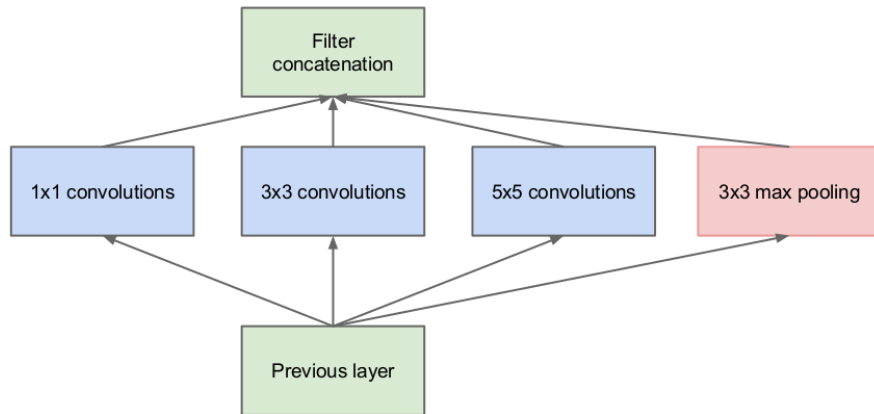 Filter
concatenation
1x1 convolutions
3x3 convolutions
5x5 convolutions
3x3 max pooling
Previous layer